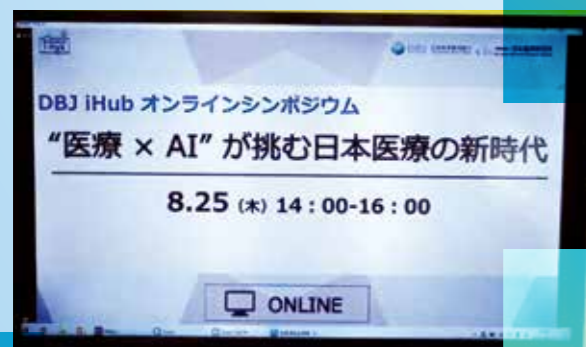 DBJ iHub オンラインシンポジウム
“医療 × AI” が挑む日本医療の新時代
8.25 (木) 14：00-16：00
ONLINE